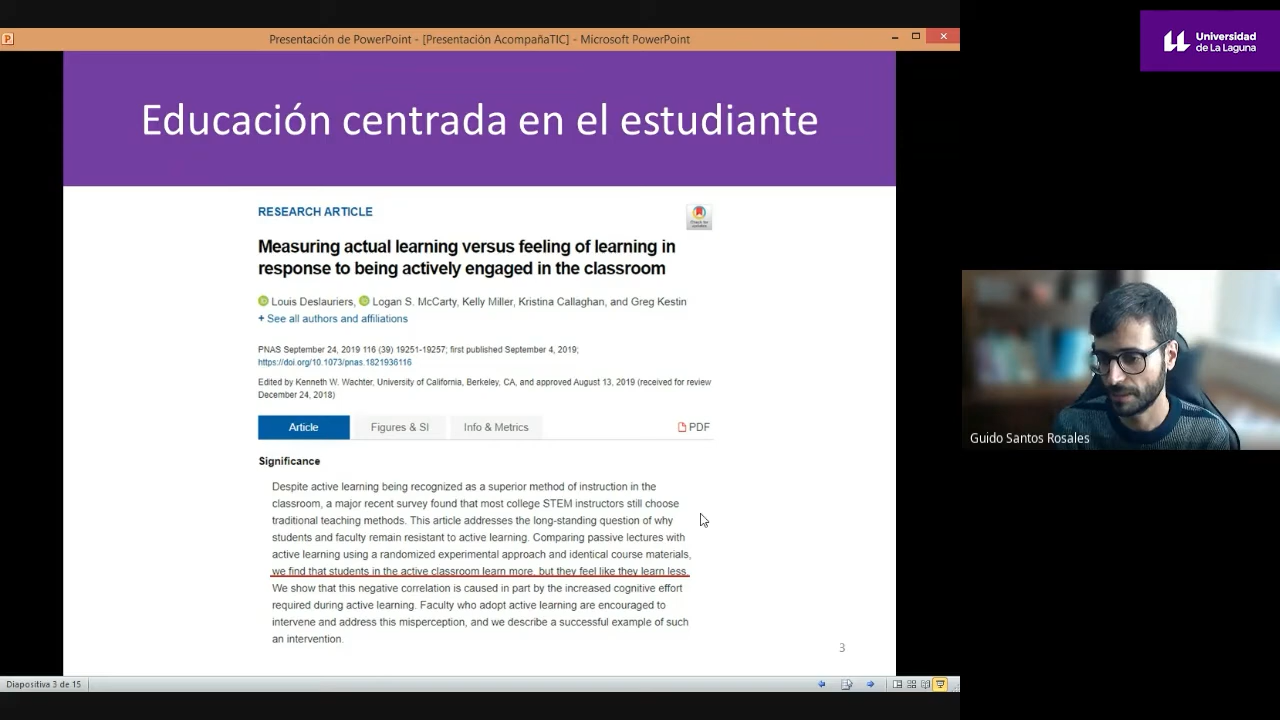 Presentación de PowerPoint - [Presentación AcompañaTIC] - Microsoft PowerPoint
Universidad
de La Laguna
Educación centrada en el estudiante
RESEARCH ARTICLE
Measuring actual learning versus feeling of learning in
response to being actively engaged in the classroom
Louis Deslauriers, Logan S. McCarty, Kelly Miller, Kristina Callaghan, and Greg Kestin
+ See all authors and affiliations
PNAS September 24, 2019 116 (39) 19251-19257; first published September 4, 2019;
https://doi.org/10.1073/pnas.1821936116
Edited by Kenneth W. Wachter, University of California, Berkeley, CA, and approved August 13, 2019 (received for review
December 24, 2018)
Article Figures & SI Info & Metrics PDF
Significance
Despite active learning being recognized as a superior method of instruction in the
classroom, a major recent survey found that most college STEM instructors still choose
traditional teaching methods. This article addresses the long-standing question of why
students and faculty remain resistant to active learning. Comparing passive lectures with
active learning using a randomized experimental approach and identical course materials,
we find that students in the active classroom learn more, but they feel like they learn less.
We show that this negative correlation is caused in part by the increased cognitive effort
required during active learning. Faculty who adopt active learning are encouraged to
intervene and address this misperception, and we describe a successful example of such
an intervention.
3
Guido Santos Rosales
Diapositiva 3 de 15